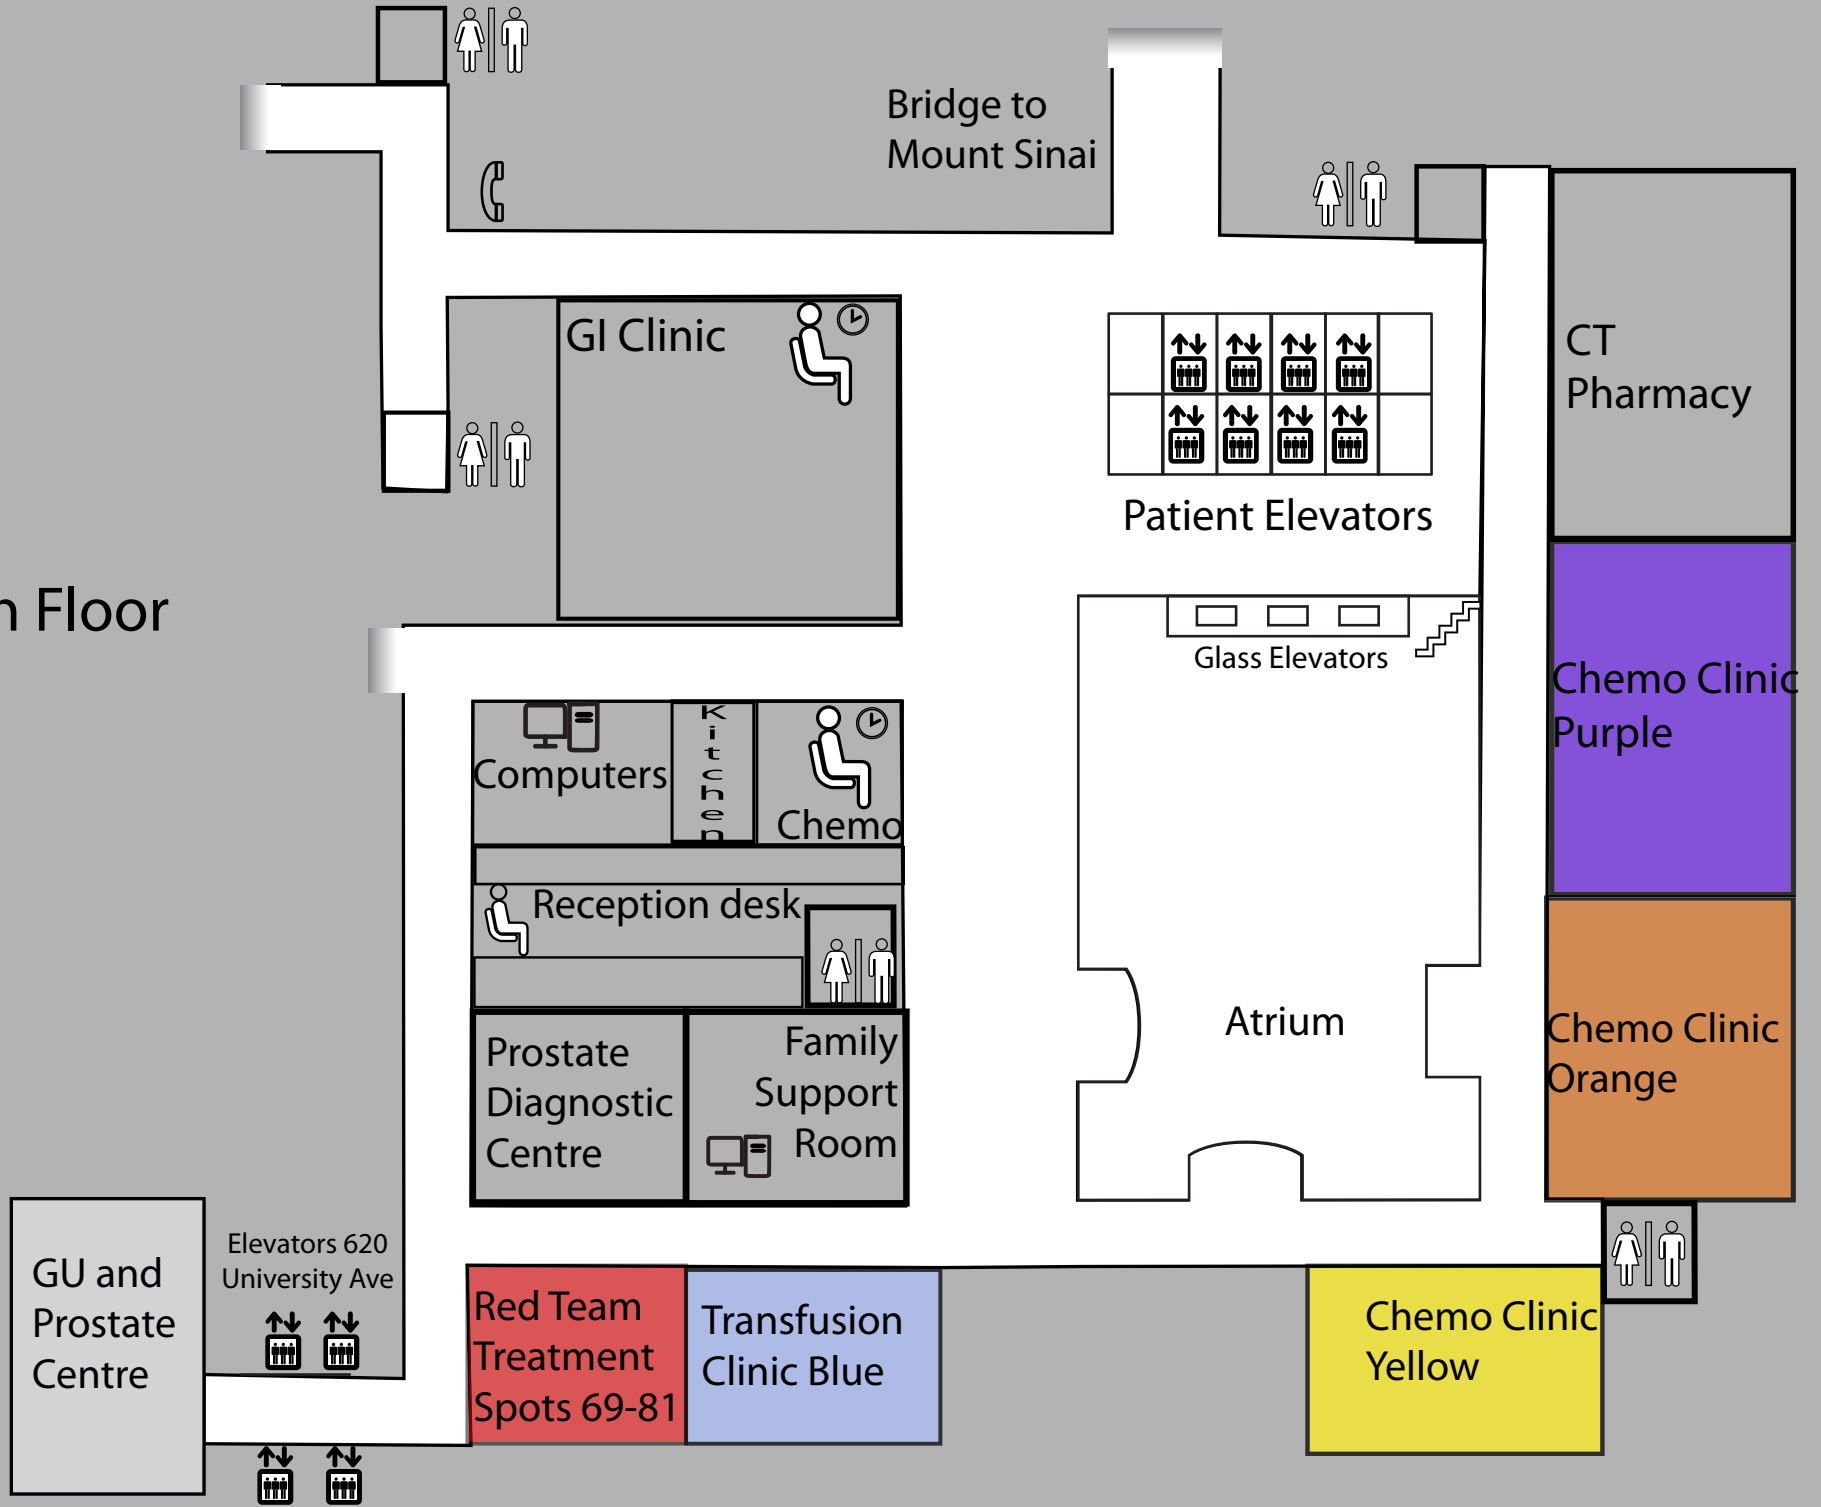 Bridge to
Mount Sinai
GI Clinic
CT
Pharmacy
Patient Elevators
Floor
Glass Elevators
Chemo Clinic
Purple
Computers
Kitchen
Chemo
Reception desk
Atrium
Chemo Clinic
Orange
Prostate
Diagnostic
Centre
Family
Support
Room
Elevators 620
University Ave
GU and
Prostate
Centre
Red Team
Treatment
Spots 69-81
Transfusion
Clinic Blue
Chemo Clinic
Yellow